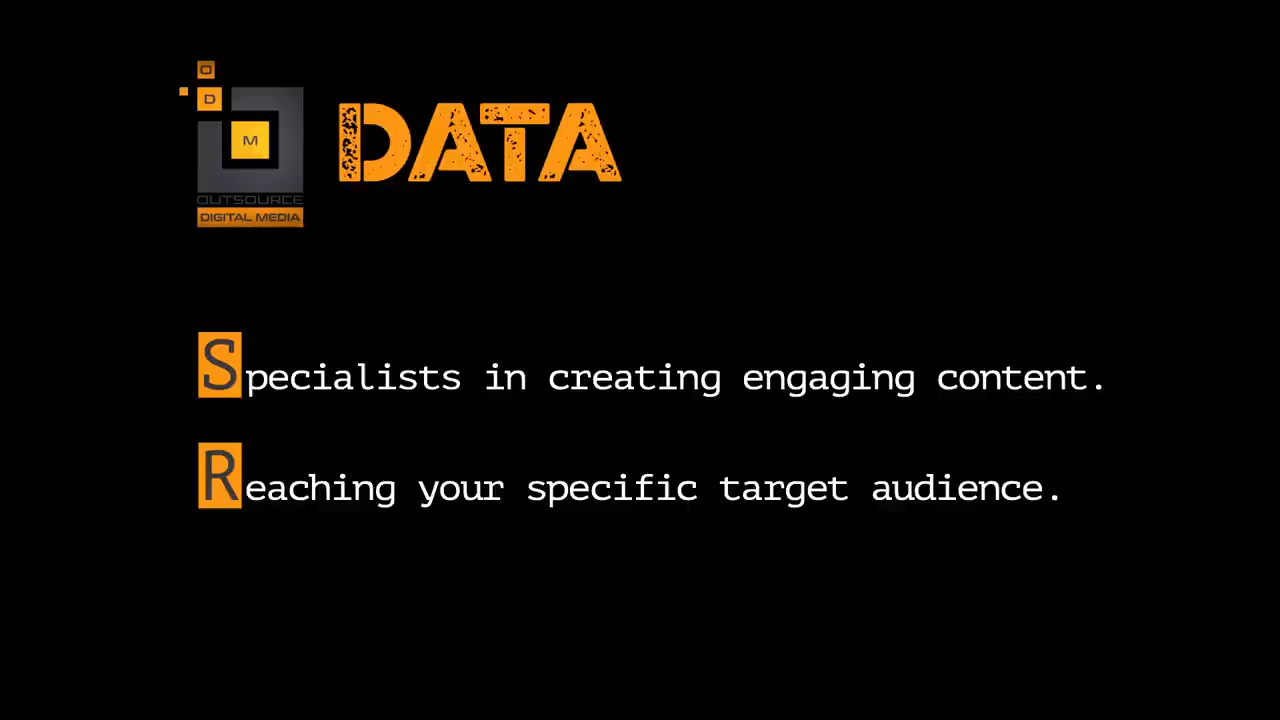 O
D
M
OUTSOURCE
DIGITAL MEDIA
DATA
Specialists in creating engaging content.
Reaching your specific target audience.